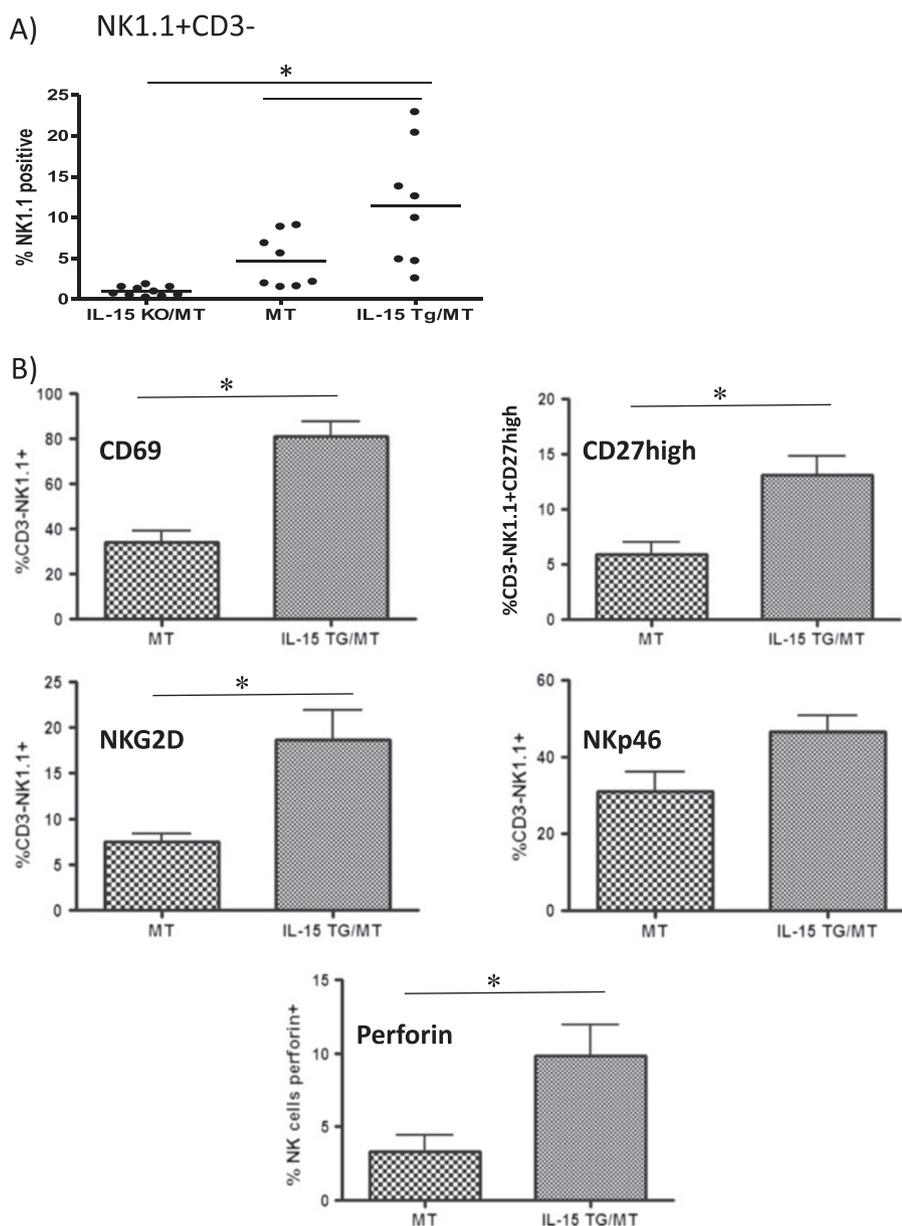 A) NK1.1+CD3-
*
% NK1.1 positive
25
20
15
10
5
0
IL-15 KO/MT MT IL-15 Tg/MT
B)
*
CD69
%CD3-NK1.1+
100
80
60
40
20
0
MT IL-15 TG/MT
*
CD27high
%CD3-NK1.1+CD27high
20
15
10
5
0
MT IL-15 TG/MT
*
NKG2D
%CD3-NK1.1+
25
20
15
10
5
0
MT IL-15 TG/MT
NKp46
%CD3-NK1.1+
60
40
20
0
MT IL-15 TG/MT
*
Perforin
% NK cells perforin+
15
10
5
0
MT IL-15 TG/MT